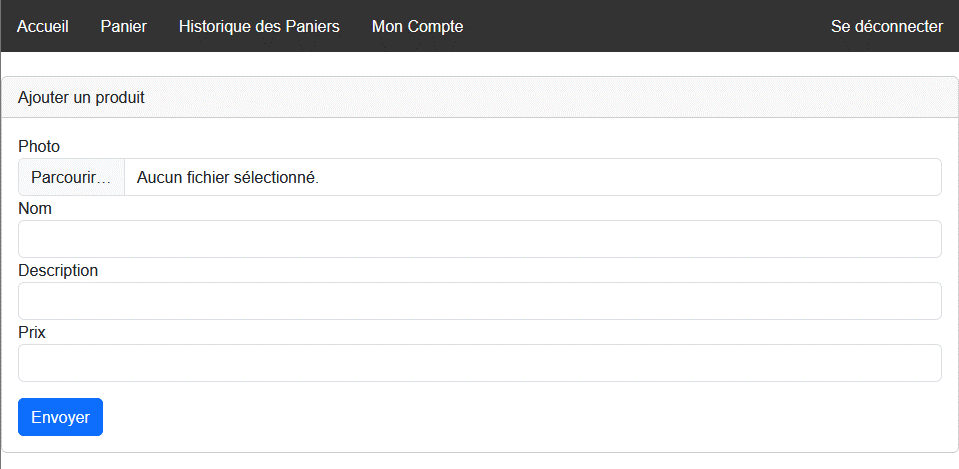 Accueil Panier Historique des Paniers Mon Compte Se déconnecter
Ajouter un produit
Photo
Parcourir... Aucun fichier sélectionné.
Nom
Description
Prix
Envoyer